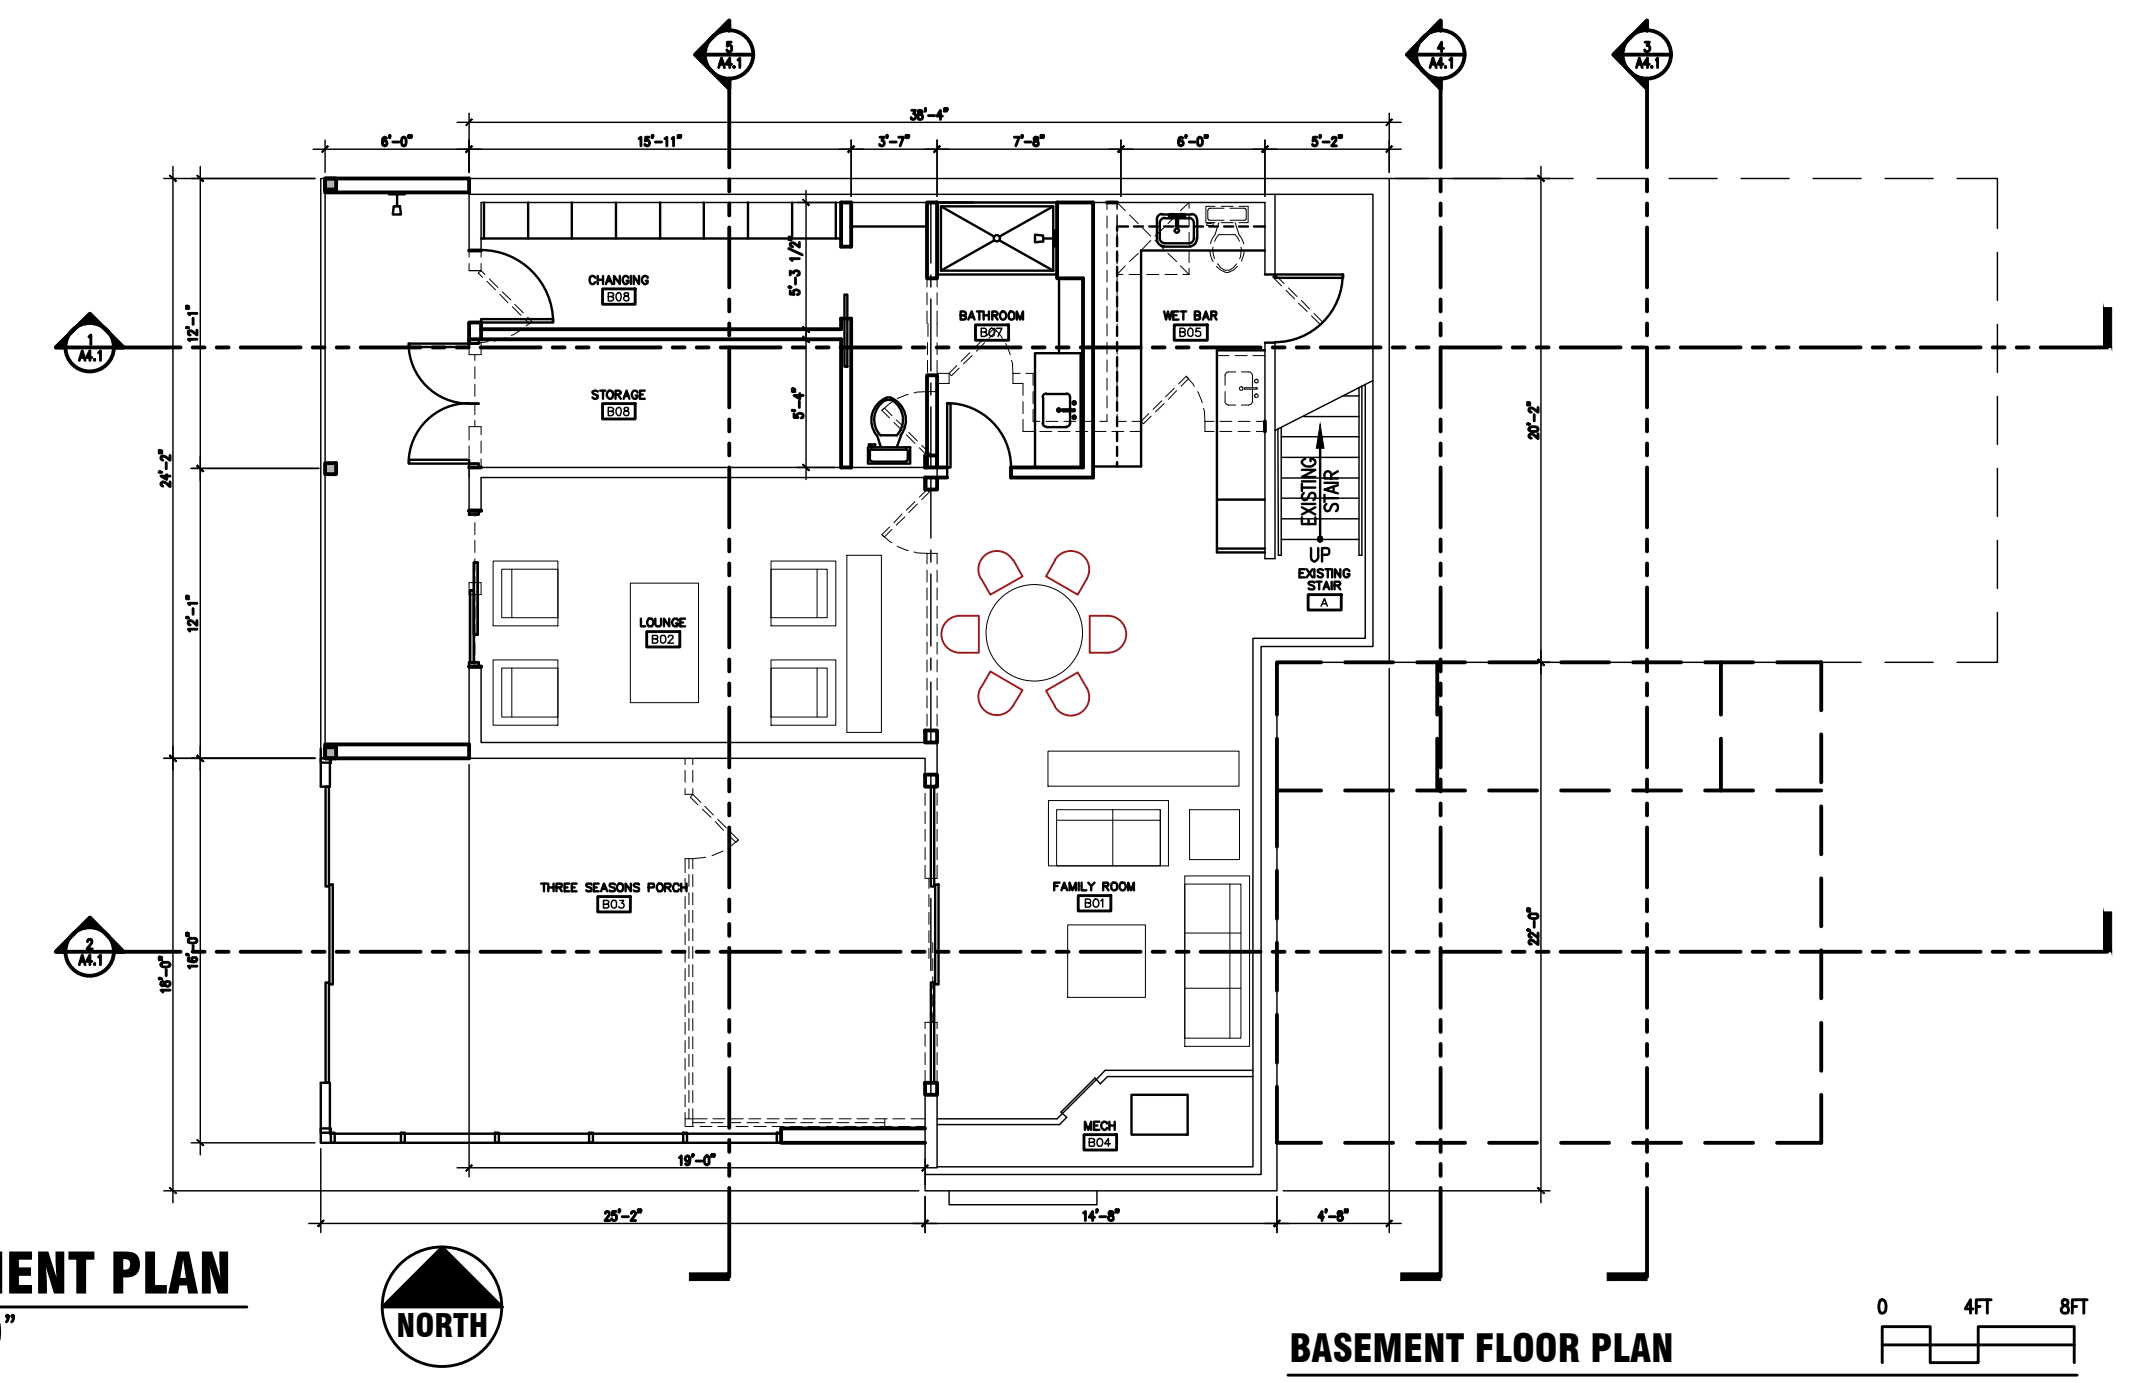 5
A4.1
4
A4.1
3
A4.1
38'-4"
6'-0"
15'-11"
3'-7"
7'-8"
6'-0"
5'-2"
CHANGING
B08
5'-3 1/2"
BATHROOM
B07
WET BAR
B05
1
A4.1
12'-1"
STORAGE
B08
5'-4"
24'-2"
20'-2"
EXISTING
STAIR
UP
EXISTING
STAIR
A
12'-1"
LOUNGE
B02
THREE SEASONS PORCH
B03
FAMILY ROOM
B01
22'-0"
2
A4.1
16'-0"
18'-0"
MECH
B04
19'-0"
25'-2"
14'-8"
4'-8"
MENT PLAN
0"
NORTH
BASEMENT FLOOR PLAN
0 4FT 8FT